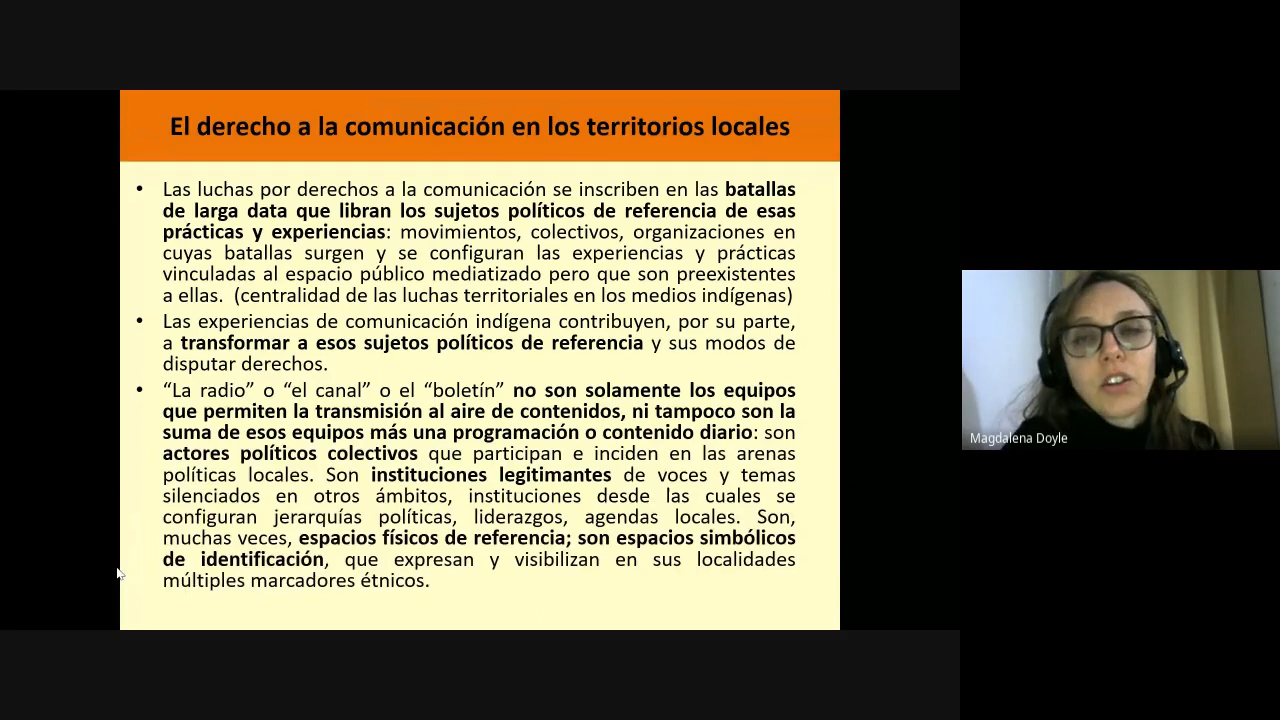 El derecho a la comunicación en los territorios locales
• Las luchas por derechos a la comunicación se inscriben en las batallas
de larga data que libran los sujetos políticos de referencia de esas
prácticas y experiencias: movimientos, colectivos, organizaciones en
cuyas batallas surgen y se configuran las experiencias y prácticas
vinculadas al espacio público mediatizado pero que son preexistentes
a ellas. (centralidad de las luchas territoriales en los medios indígenas)
• Las experiencias de comunicación indígena contribuyen, por su parte,
a transformar a esos sujetos políticos de referencia y sus modos de
disputar derechos.
• “La radio” o “el canal” o el “boletín” no son solamente los equipos
que permiten la transmisión al aire de contenidos, ni tampoco son la
suma de esos equipos más una programación o contenido diario: son
actores políticos colectivos que participan e inciden en las arenas
políticas locales. Son instituciones legitimantes de voces y temas
silenciados en otros ámbitos, instituciones desde las cuales se
configuran jerarquías políticas, liderazgos, agendas locales. Son,
muchas veces, espacios físicos de referencia; son espacios simbólicos
de identificación, que expresan y visibilizan en sus localidades
múltiples marcadores étnicos.
Magdalena Doyle